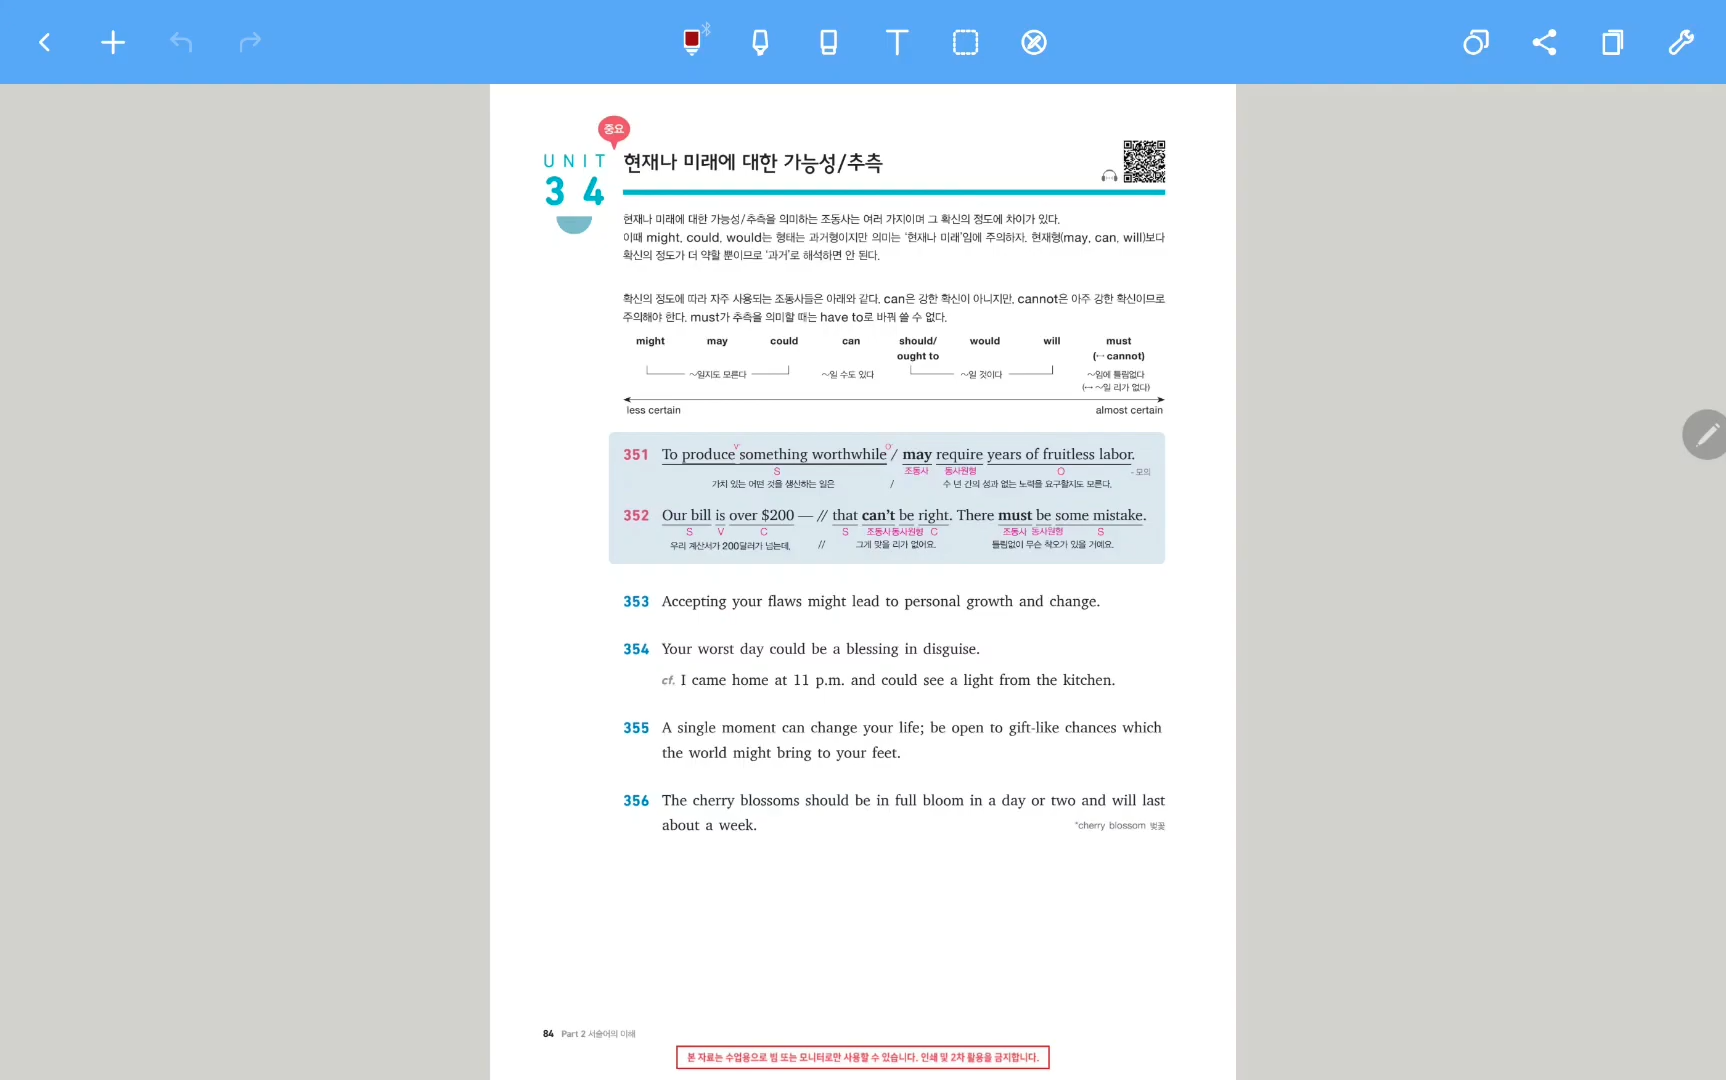 중요
UNIT
34
현재나 미래에 대한 가능성/추측
현재나 미래에 대한 가능성/추측을 의미하는 조동사는 여러 가지이며 그 확신의 정도에 차이가 있다.
이때 might, could, would는 형태는 과거형이지만 의미는 ‘현재나 미래’임에 주의하자. 현재형(may, can, will)보다
확신의 정도가 더 약할 뿐이므로 ‘과거’로 해석하면 안 된다.
확신의 정도에 따라 자주 사용되는 조동사들은 아래와 같다. can은 강한 확신이 아니지만, cannot은 아주 강한 확신이므로
주의해야 한다. must가 추측을 의미할 때는 have to로 바꿔 쓸 수 없다.
might may could can should/ would will must
ought to (↔ cannot)
～일지도 모른다 ～일 수도 있다 ～일 것이다 ～임에 틀림없다
(↔ ～일 리가 없다)
less certain almost certain
V′ O′
351 To produce something worthwhile / may require years of fruitless labor.
S 조동사 동사원형 O - 모의
가치 있는 어떤 것을 생산하는 일은 / 수 년 간의 성과 없는 노력을 요구할지도 모른다.
352 Our bill is over $200 — // that can’t be right. There must be some mistake.
S V C S 조동사 동사원형 C 조동사 동사원형 S
우리 계산서가 200달러가 넘는데, // 그게 맞을 리가 없어요. 틀림없이 무슨 착오가 있을 거예요.
353 Accepting your flaws might lead to personal growth and change.
354 Your worst day could be a blessing in disguise.
cf. I came home at 11 p.m. and could see a light from the kitchen.
355 A single moment can change your life; be open to gift-like chances which
the world might bring to your feet.
356 The cherry blossoms should be in full bloom in a day or two and will last
about a week. *cherry blossom 벚꽃
84 Part 2 서술어의 이해
본 자료는 수업용으로 빔 또는 모니터로만 사용할 수 있습니다. 인쇄 및 2차 활용을 금지합니다.